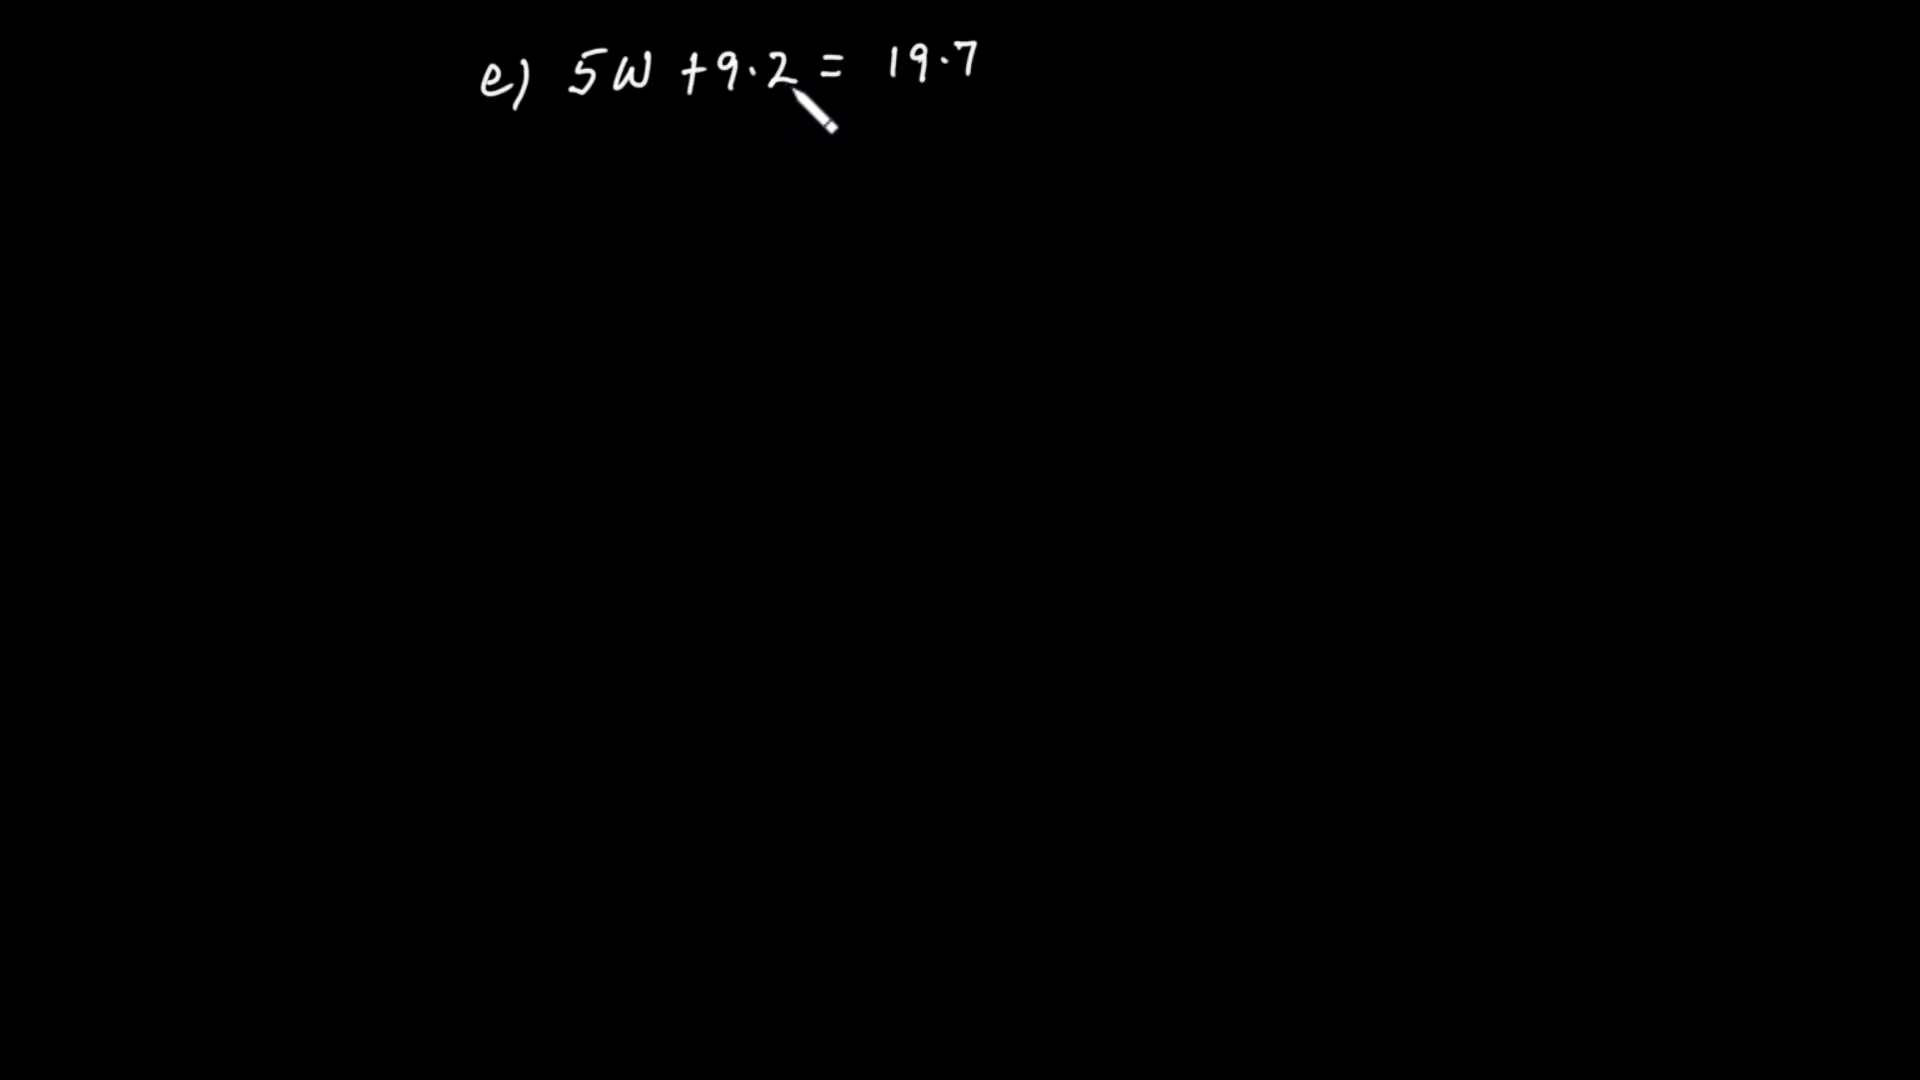 e) 5w + 9.2 = 19.7